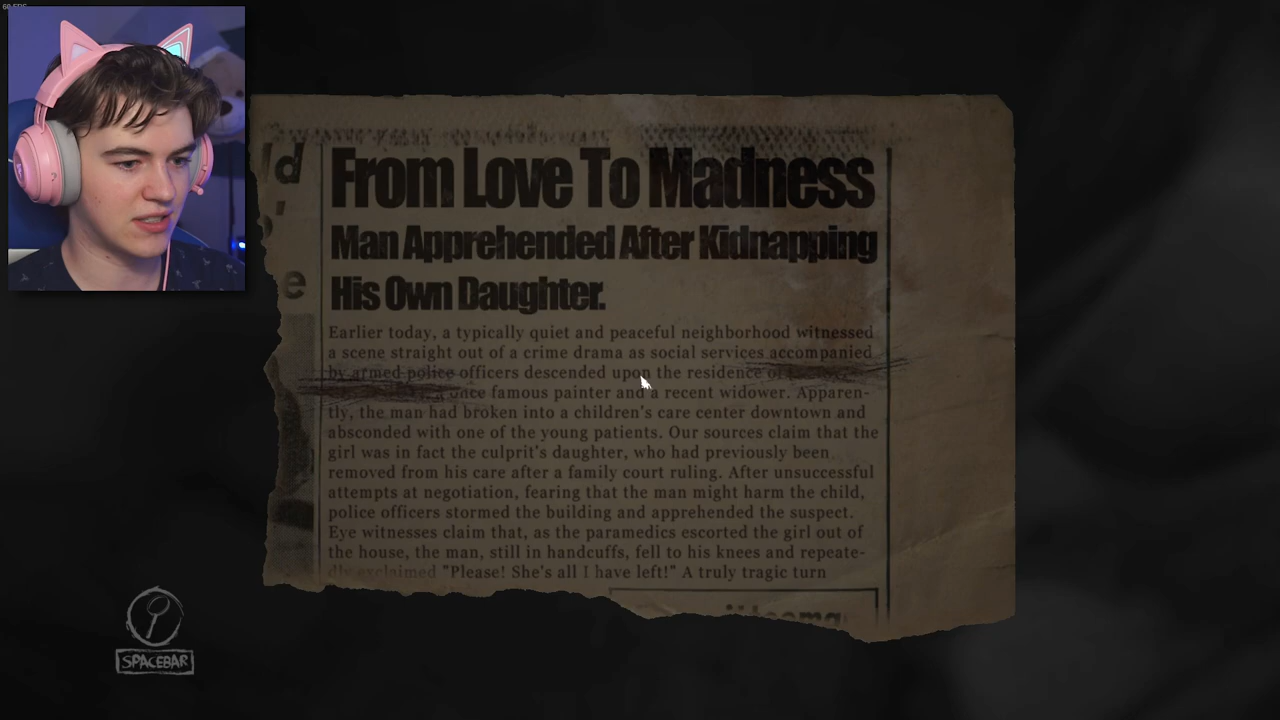 60 FPS
d
From Love To Madness
Man Apprehended After Kidnapping
e
His Own Daughter.
Earlier today, a typically quiet and peaceful neighborhood witnessed
a scene straight out of a crime drama as social services accompanied
by armed police officers descended upon the residence of
once famous painter and a recent widower. Apparen-
tly, the man had broken into a children's care center downtown and
absconded with one of the young patients. Our sources claim that the
girl was in fact the culprit's daughter, who had previously been
removed from his care after a family court ruling. After unsuccessful
attempts at negotiation, fearing that the man might harm the child,
police officers stormed the building and apprehended the suspect.
Eye witnesses claim that, as the paramedics escorted the girl out of
the house, the man, still in handcuffs, fell to his knees and repeate-
dly exclaimed "Please! She's all I have left!" A truly tragic turn
SPACEBAR